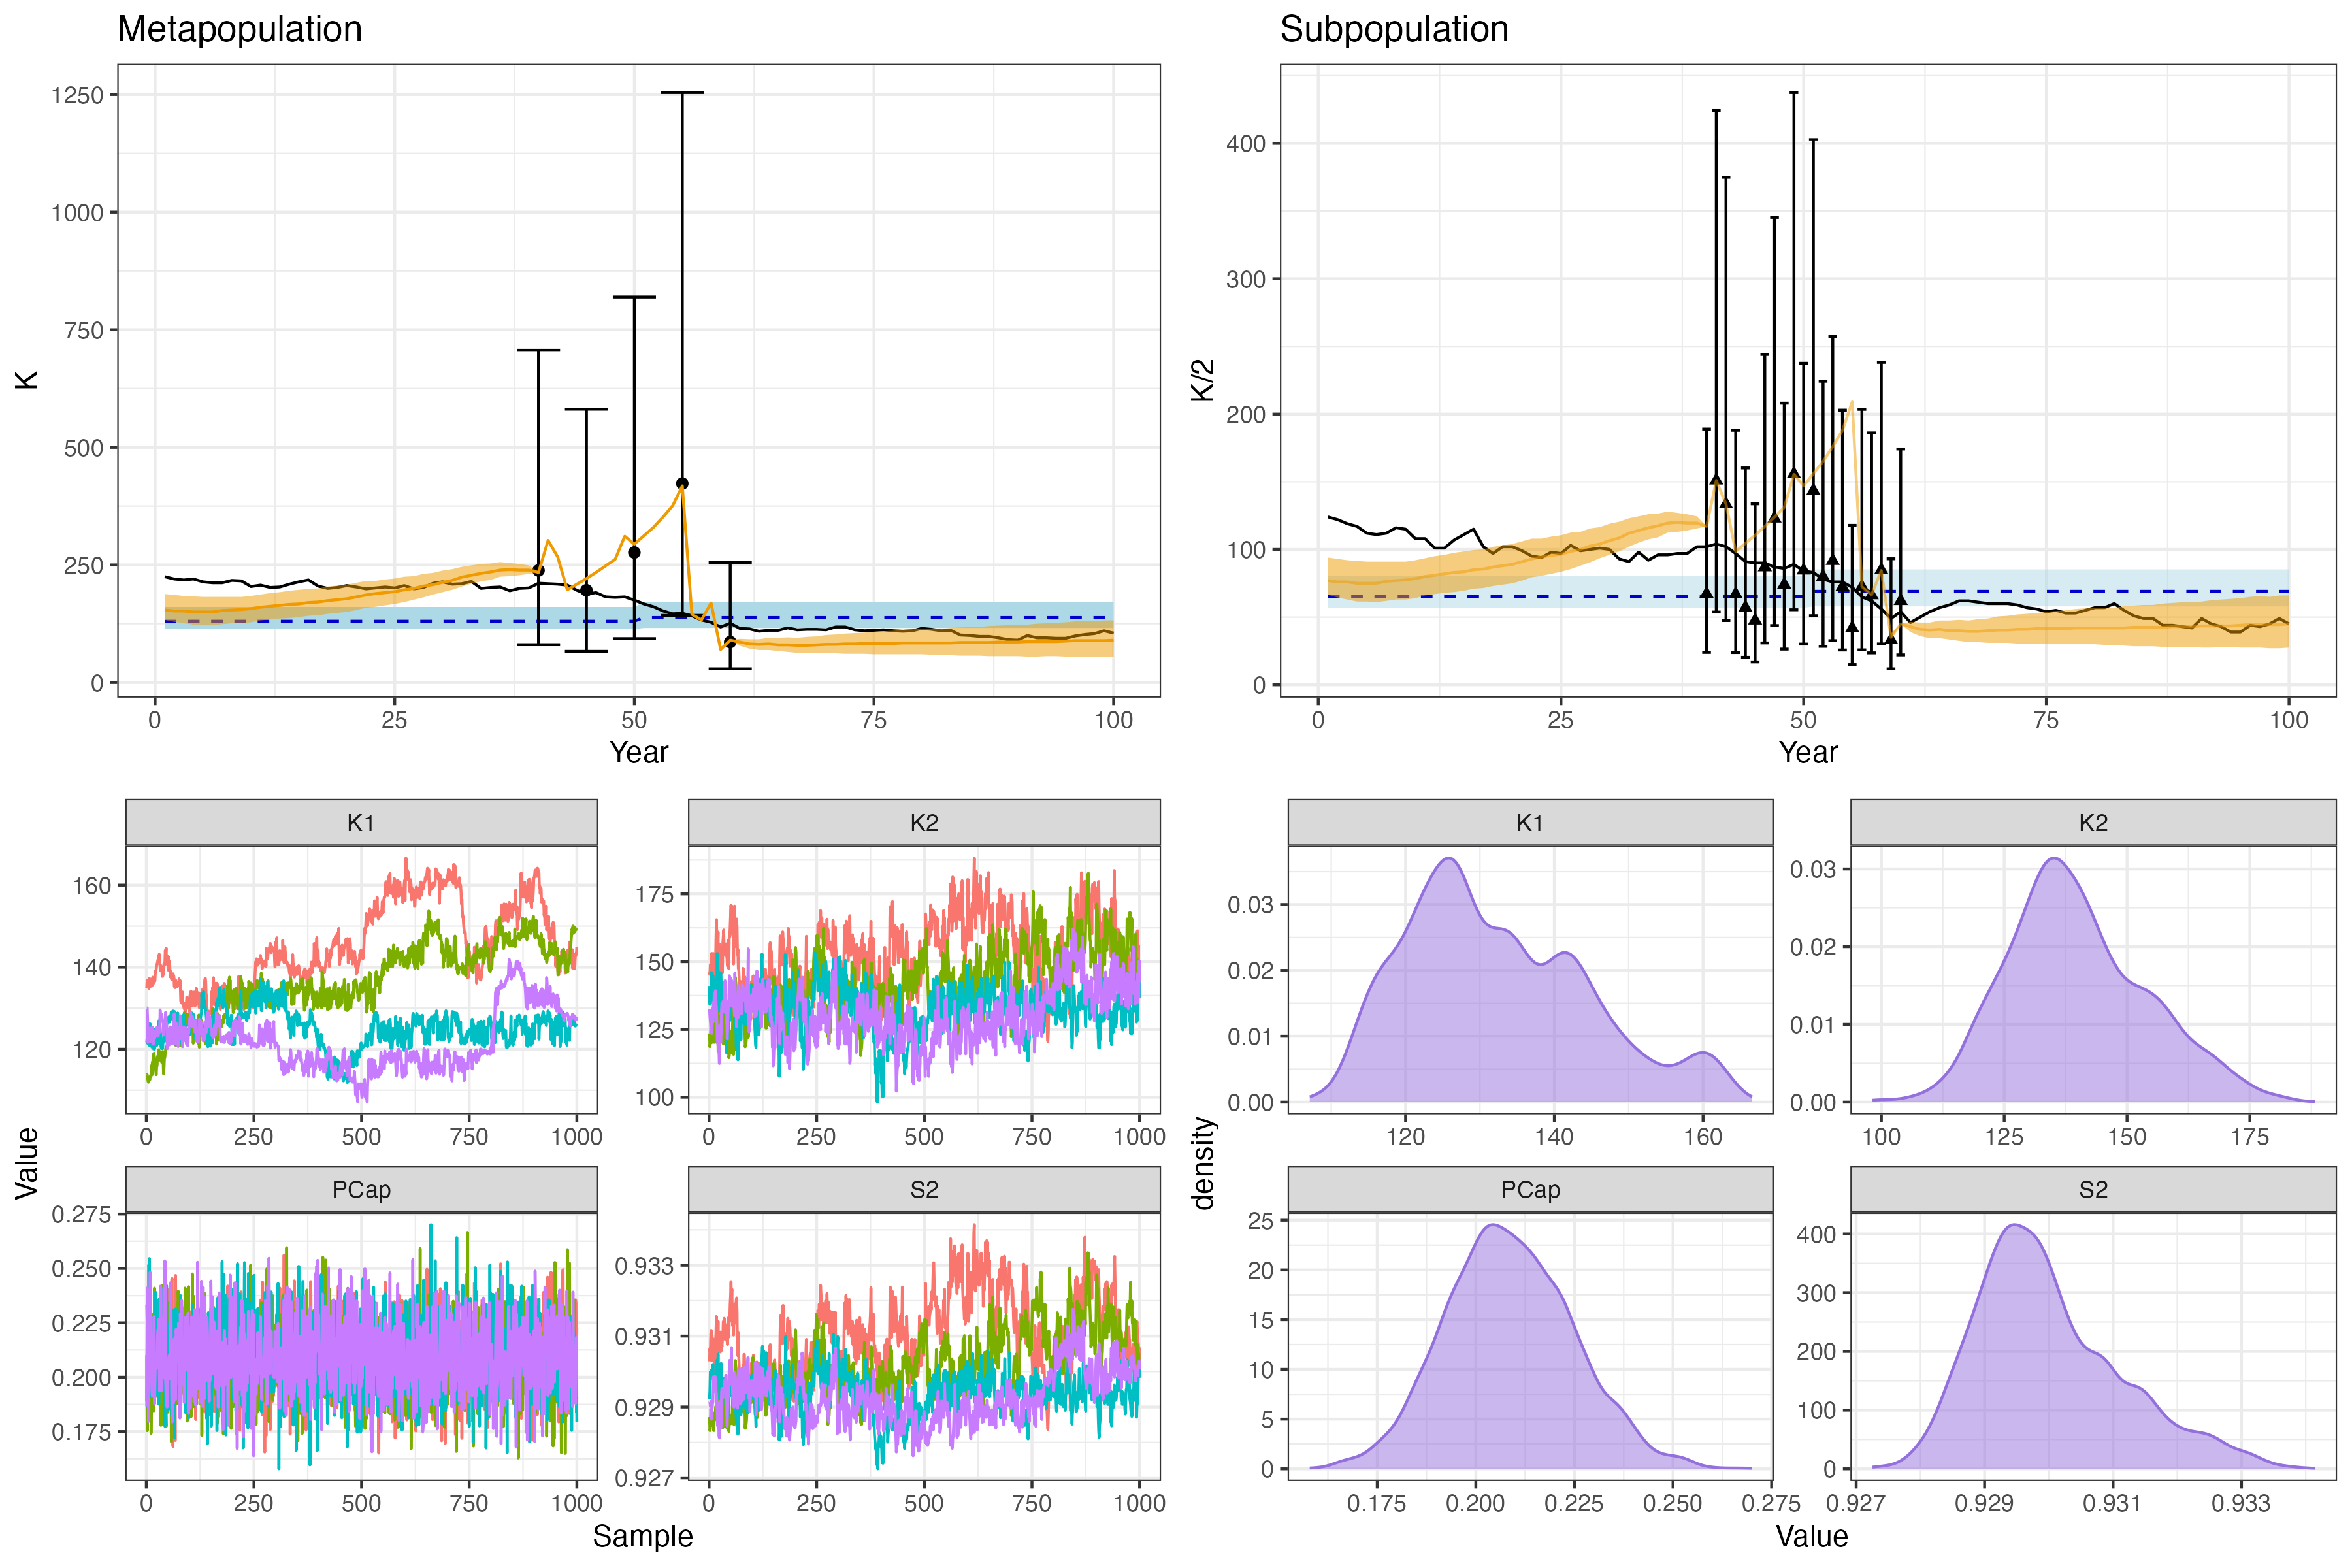 Metapopulation
Subpopulation
1250
1000
750
500
250
0
K
0 25 50 75 100
Year
400
300
200
100
0
K/2
0 25 50 75 100
Year
K1
160
140
120
0 250 500 750 1000
K2
175
150
125
100
0 250 500 750 1000
PCap
0.275
0.250
0.225
0.200
0.175
0 250 500 750 1000
S2
0.933
0.931
0.929
0.927
0 250 500 750 1000
Value
Sample
K1
0.03
0.02
0.01
0.00
120 140 160
K2
0.03
0.02
0.01
0.00
100 125 150 175
PCap
25
20
15
10
5
0
0.175 0.200 0.225 0.250 0.275
S2
400
300
200
100
0
0.927 0.929 0.931 0.933
density
Value